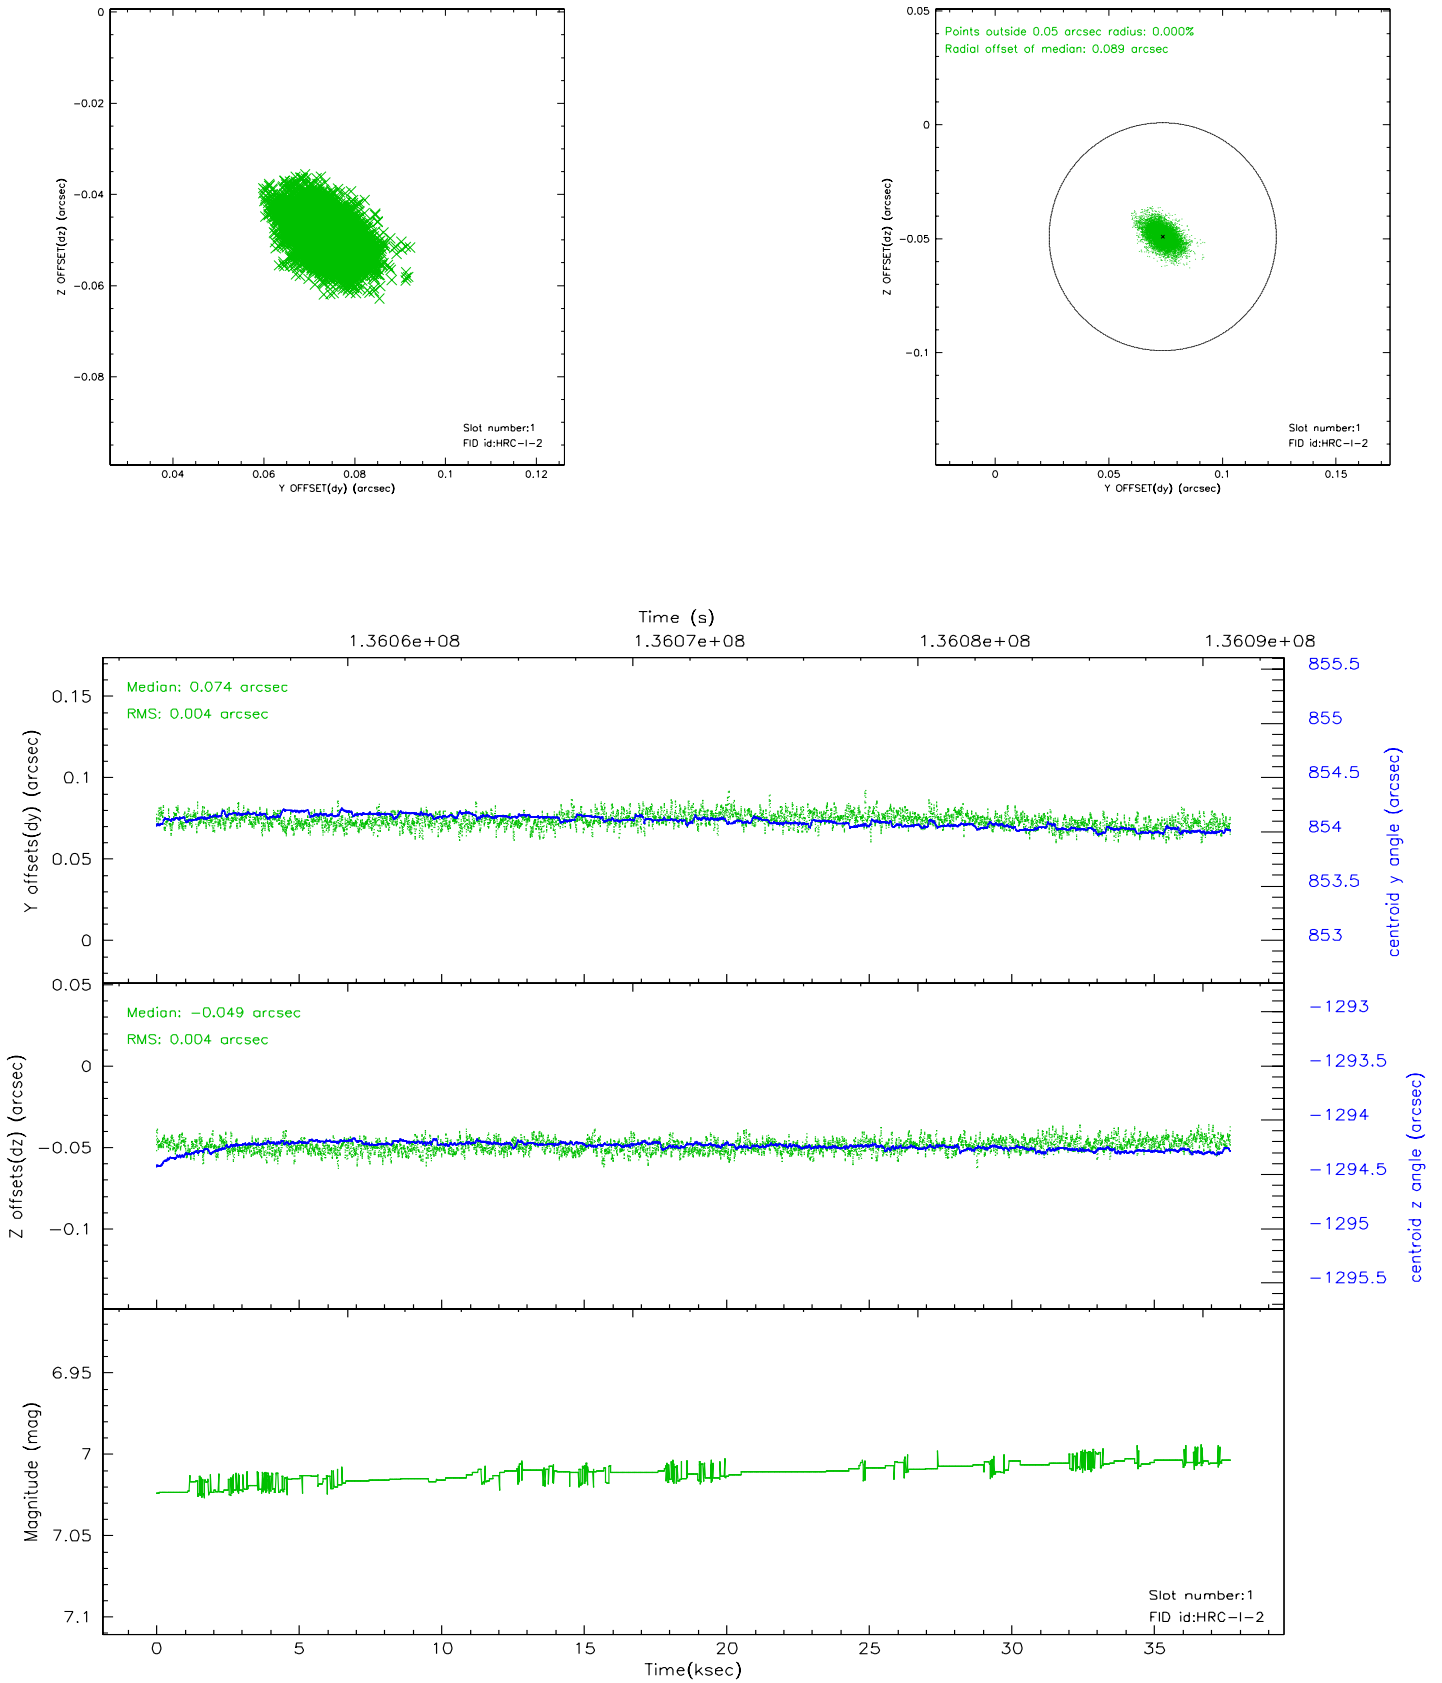 0
−0.02
−0.04
−0.06
−0.08
Z OFFSET(dz) (arcsec)
Slot number:1
FID id:HRC−I−2
0.04 0.06 0.08 0.1 0.12
Y OFFSET(dy) (arcsec)
0.05
Points outside 0.05 arcsec radius: 0.000%
Radial offset of median: 0.089 arcsec
0
−0.05
−0.1
Z OFFSET(dz) (arcsec)
Slot number:1
FID id:HRC−I−2
0 0.05 0.1 0.15
Y OFFSET(dy) (arcsec)
Time (s)
1.3606e+08 1.3607e+08 1.3608e+08 1.3609e+08
Median: 0.074 arcsec
RMS: 0.004 arcsec
0.15
0.1
0.05
0
Y offsets(dy) (arcsec)
855.5
855
854.5
854
853.5
853
centroid y angle (arcsec)
0.05
Median: −0.049 arcsec
RMS: 0.004 arcsec
0
−0.05
−0.1
Z offsets(dz) (arcsec)
−1293
−1293.5
−1294
−1294.5
−1295
−1295.5
centroid z angle (arcsec)
6.95
7
7.05
7.1
Magnitude (mag)
Slot number:1
FID id:HRC−I−2
0 5 10 15 20 25 30 35
Time(ksec)